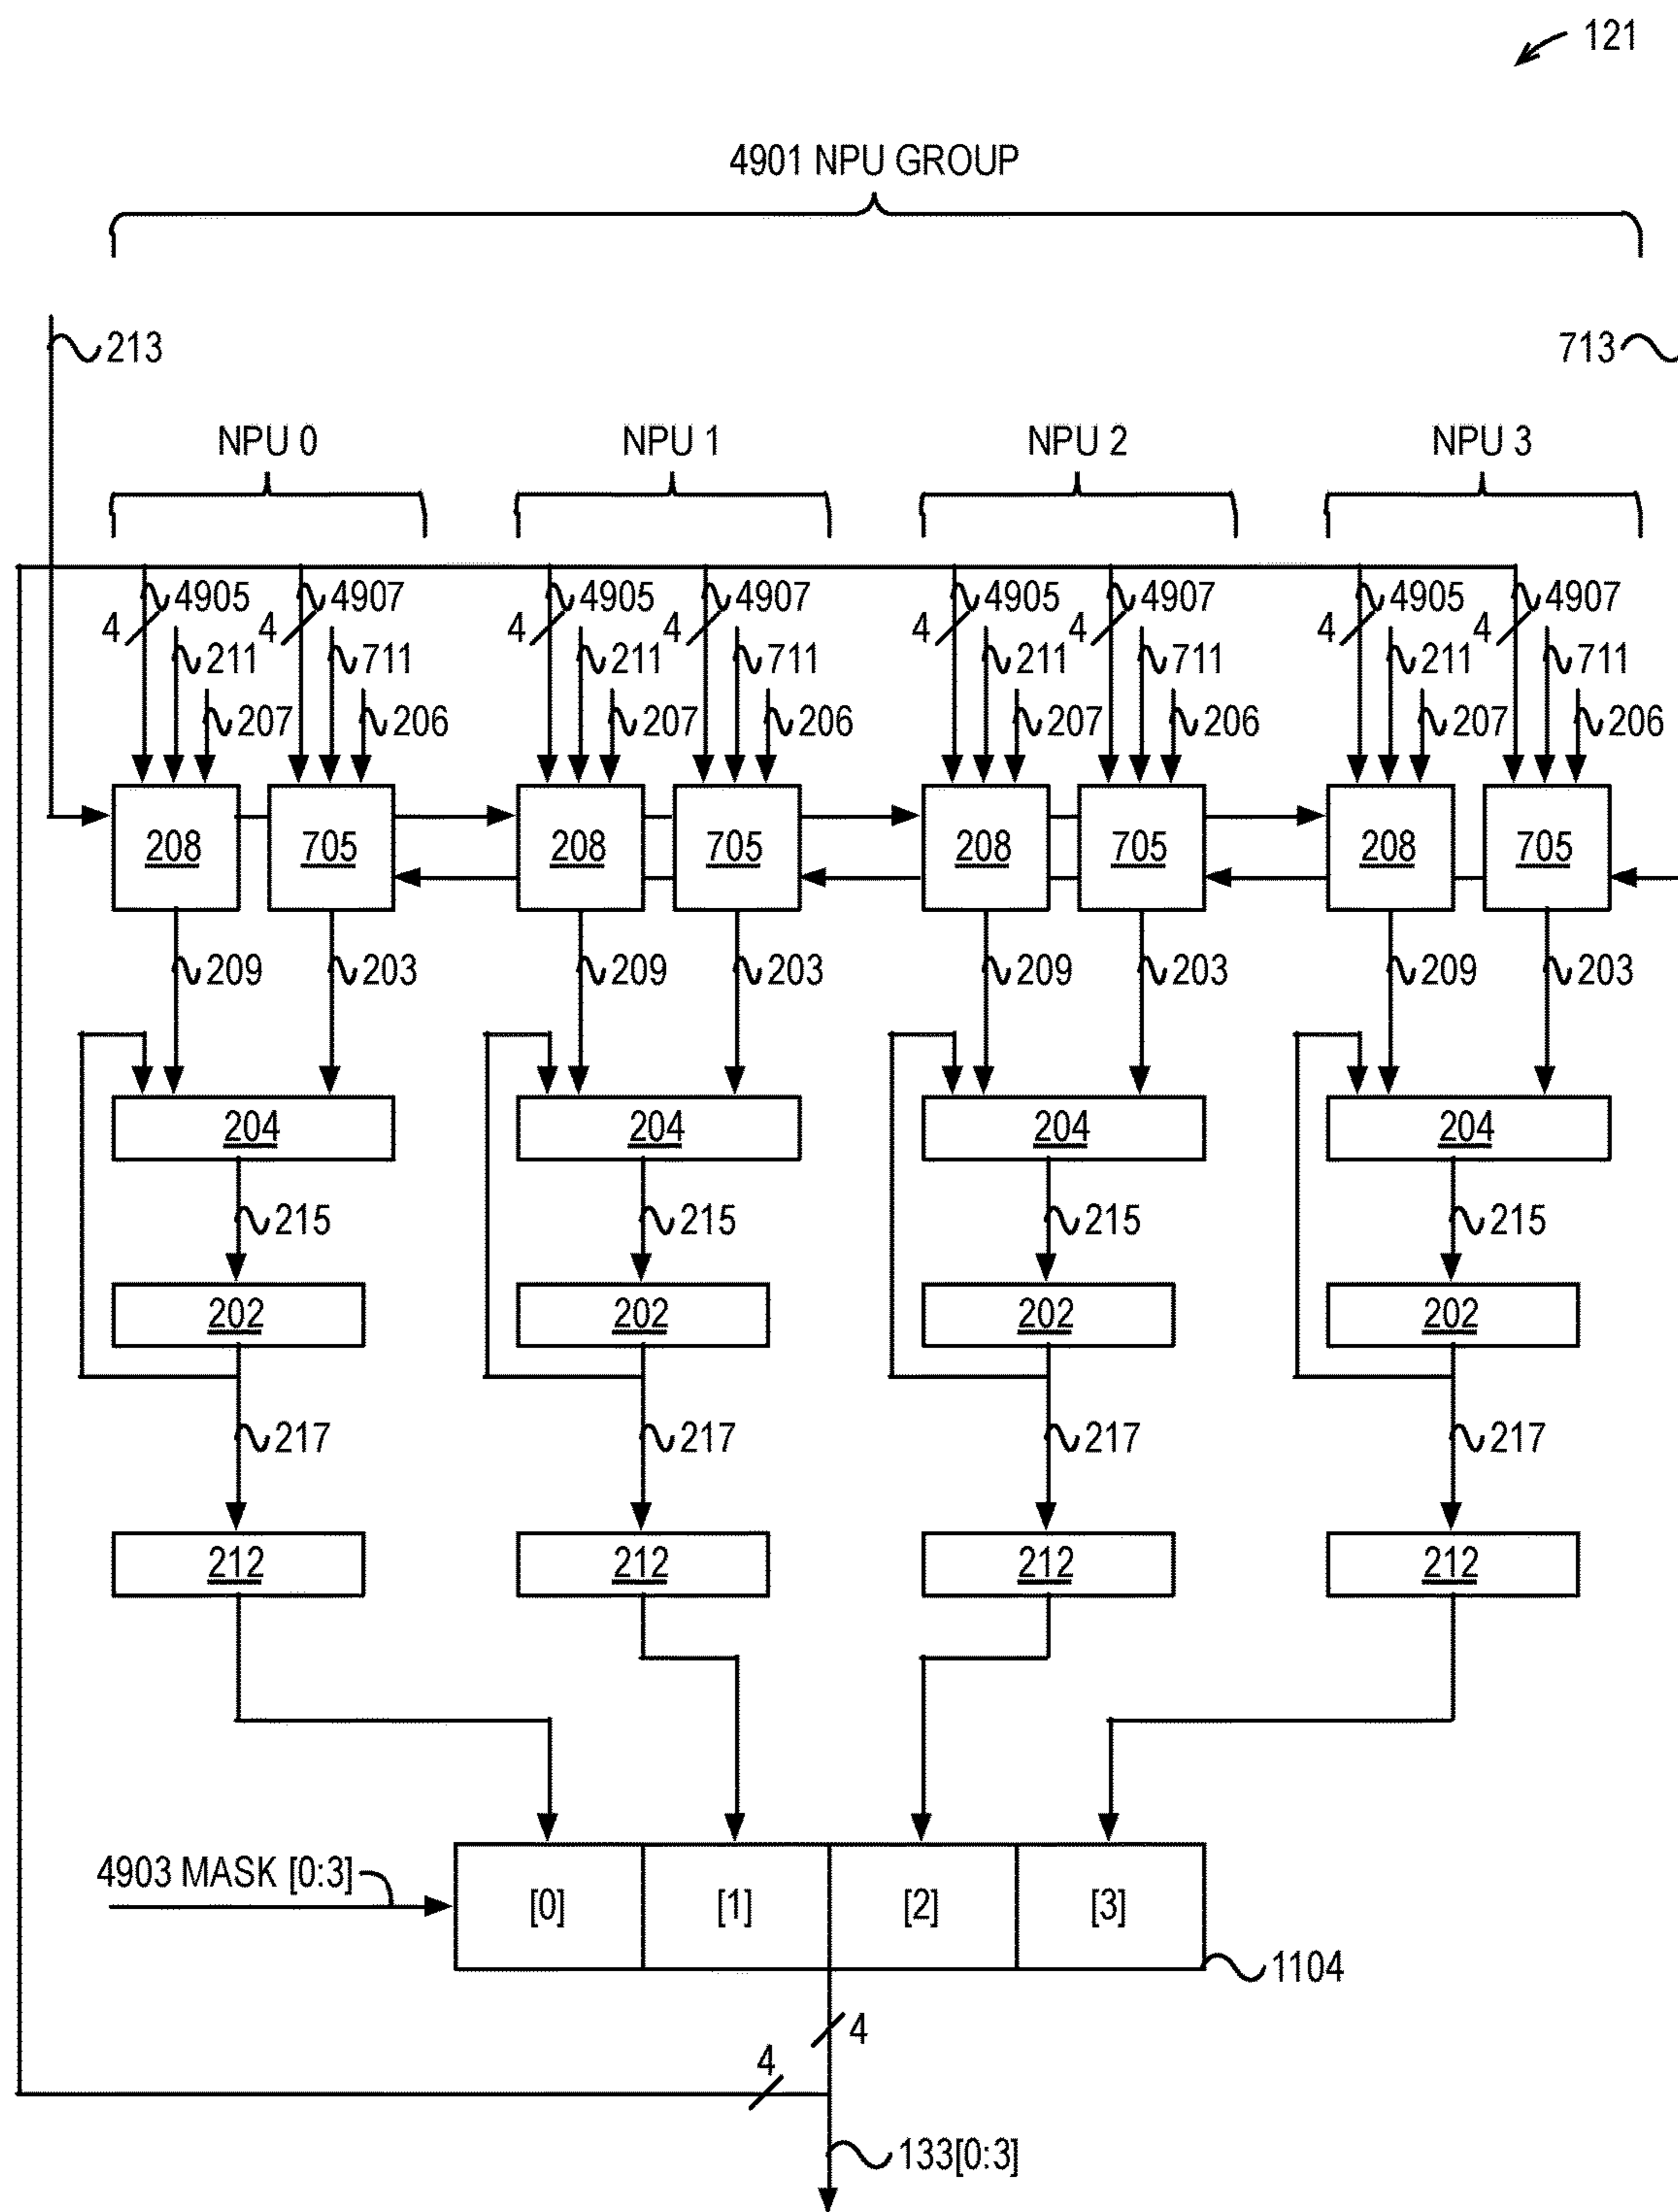 121
4901 NPU GROUP
213 713
NPU 0 NPU 1 NPU 2 NPU 3
4905 4907 4905 4907 4905 4907 4905 4907
4 4 4 4 4 4 4 4
211 711 211 711 211 711 211 711
207 206 207 206 207 206 207 206
208 705 208 705 208 705 208 705
209 203 209 203 209 203 209 203
204 204 204 204
215 215 215 215
202 202 202 202
217 217 217 217
212 212 212 212
4903 MASK [0:3]
[0] [1] [2] [3]
1104
4
4
133[0:3]